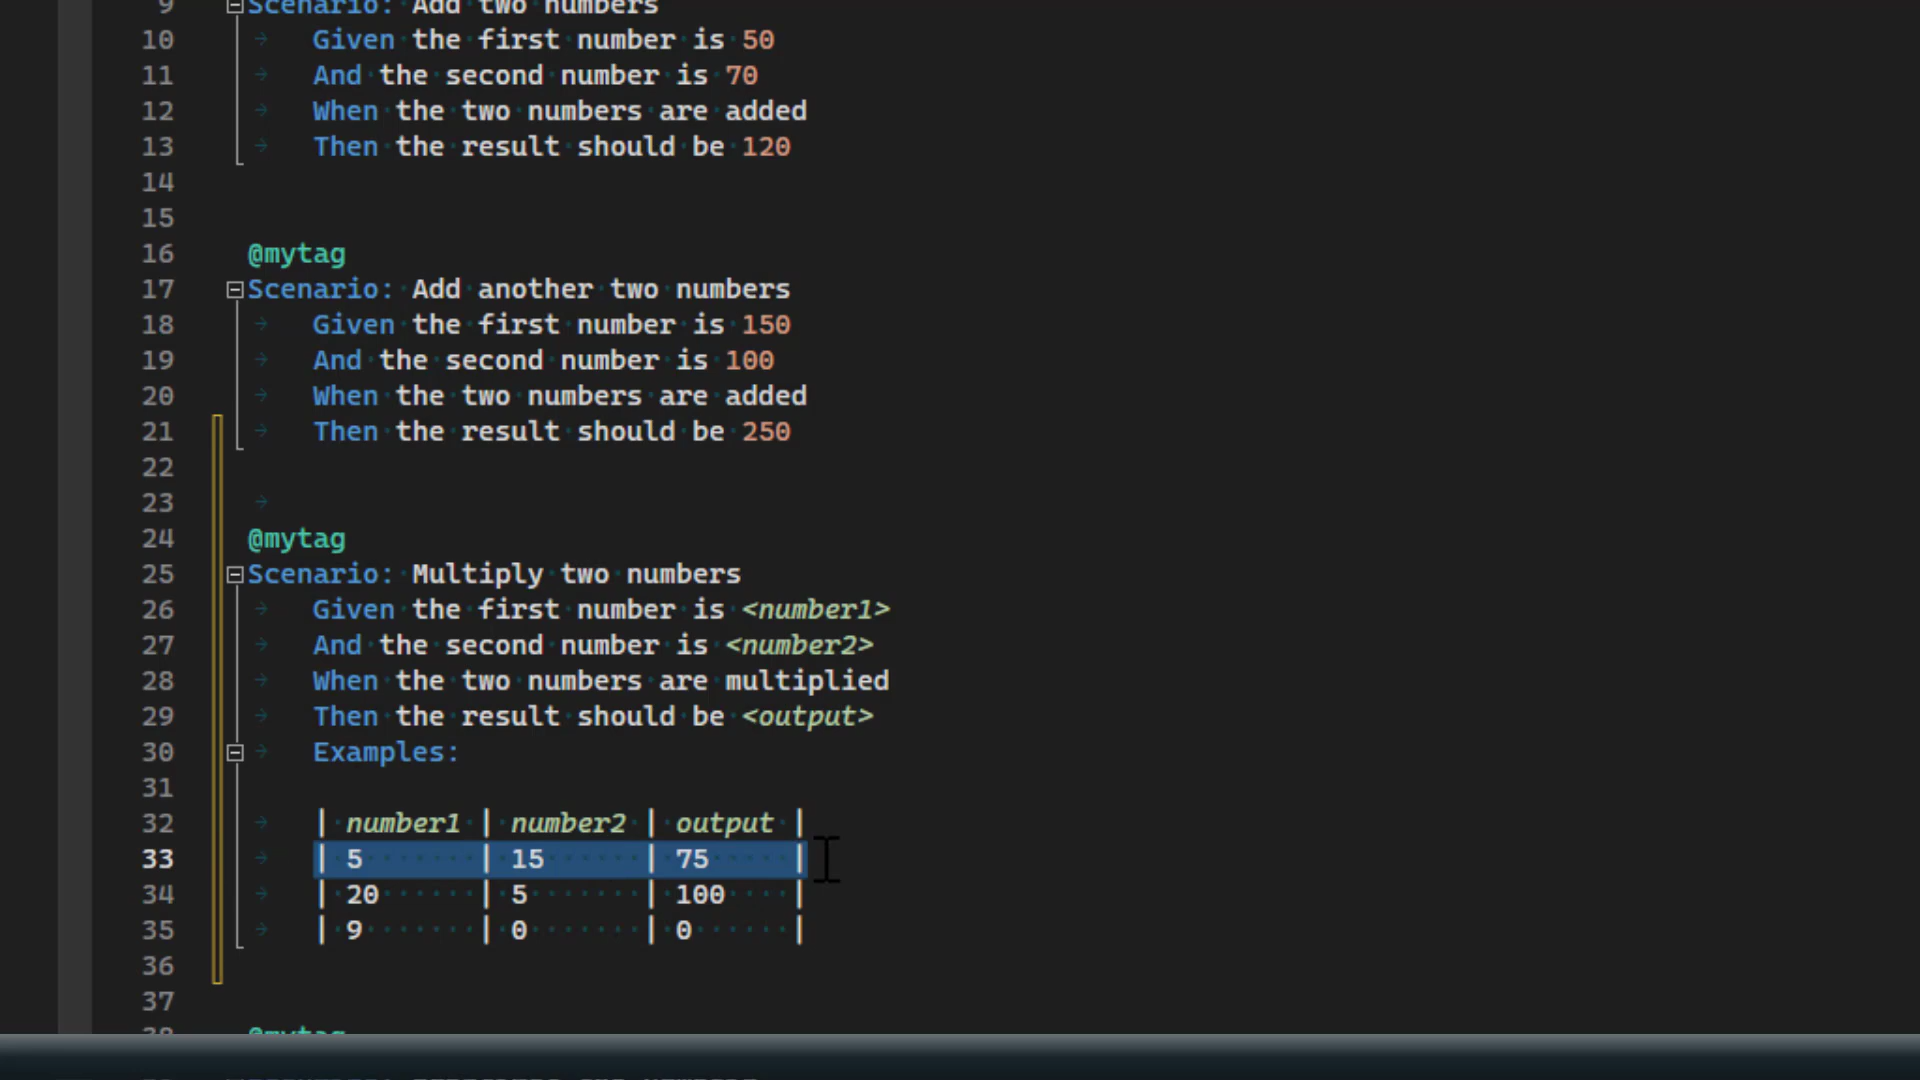 9 Scenario: Add two numbers
10 Given the first number is 50
11 And the second number is 70
12 When the two numbers are added
13 Then the result should be 120
14
15
16 @mytag
17 Scenario: Add another two numbers
18 Given the first number is 150
19 And the second number is 100
20 When the two numbers are added
21 Then the result should be 250
22
23
24 @mytag
25 Scenario: Multiply two numbers
26 Given the first number is <number1>
27 And the second number is <number2>
28 When the two numbers are multiplied
29 Then the result should be <output>
30 Examples:
31
32 | number1 | number2 | output |
33 | 5 | 15 | 75 |
34 | 20 | 5 | 100 |
35 | 9 | 0 | 0 |
36
37
38 @mytag